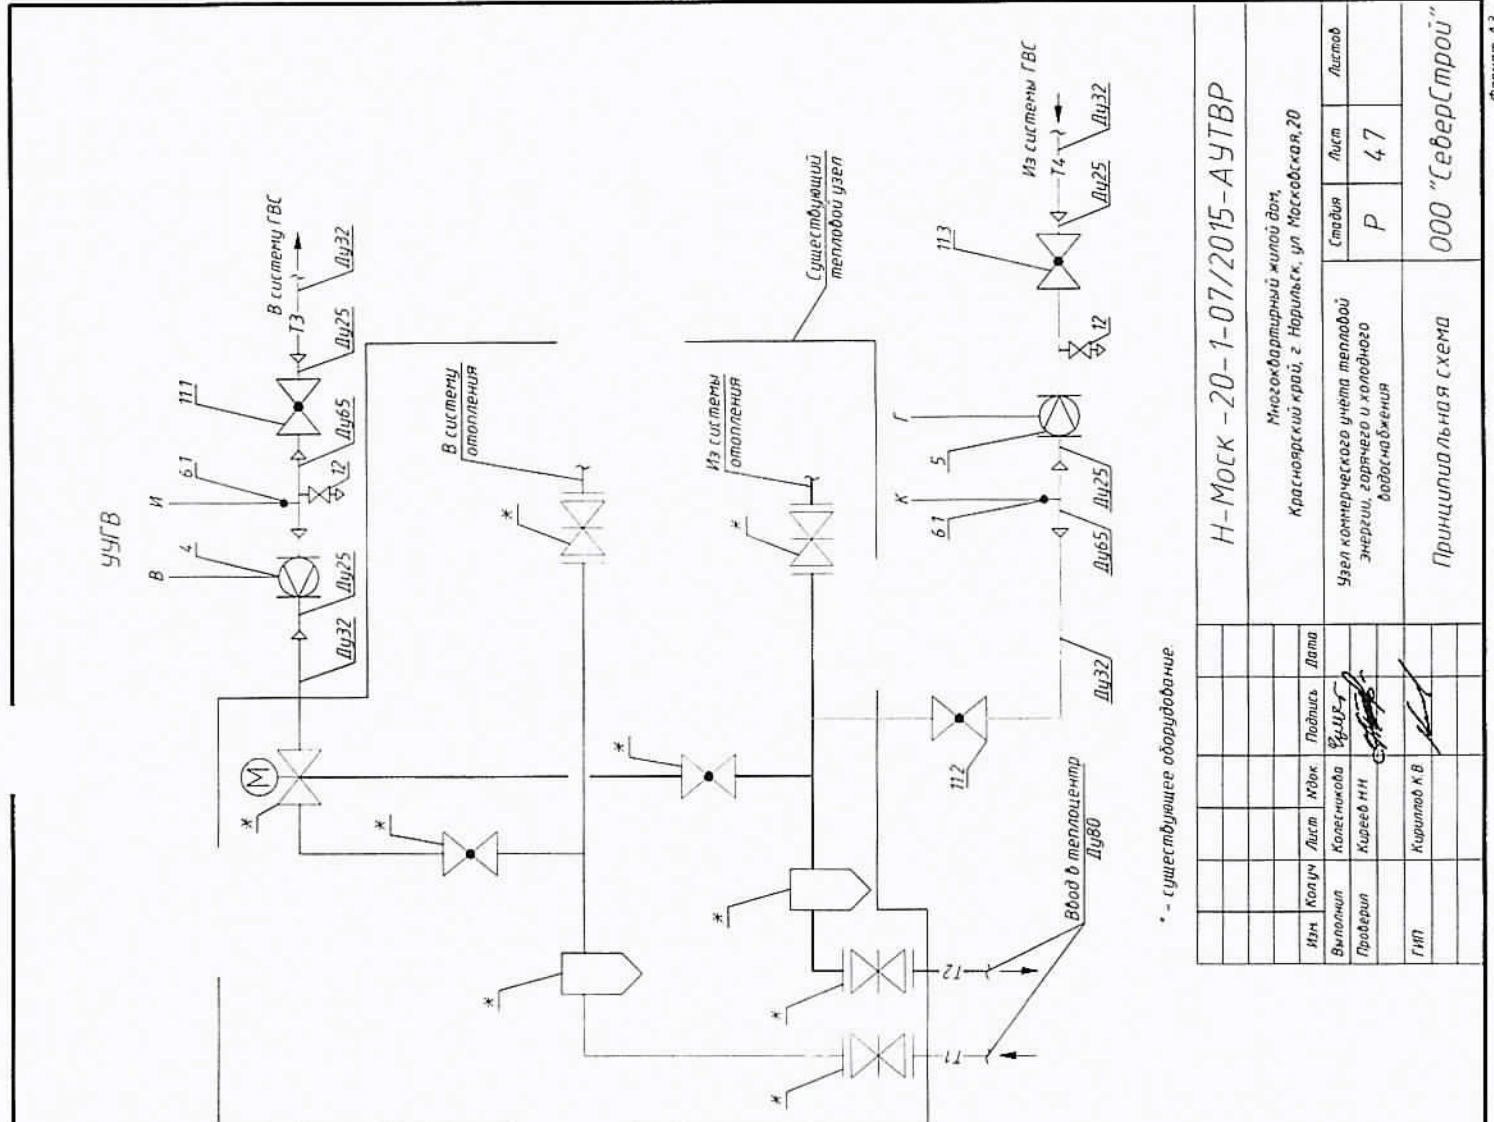 УУГВ
В
4
И
6.1
11.1
В систему ГВС
Т3
Ду32
Ду25
Ду65
12
Ду25
Ду32
М
*
*
*
*
В систему
отопления
*
Из системы
отопления
*
Существующий
тепловой узел
*
*
*
*
Т1
Т2
Ввод в теплоцентр
Ду80
11.2
Ду32
6.1
К
Ду65
Ду25
5
Г
12
11.3
Ду25
Ду32
Т4
Из системы ГВС
* - существующее оборудование.
Н-Моск -20-1-07/2015-АУТВР
Многоквартирный жилой дом,
Красноярский край, г. Норильск, ул Московская,20
Изм Кол.уч Лист №док. Подпись Дата
Выполнил Колесникова
Проверил Киреев Н.Н
ГИП Кириллов К.В
Узел коммерческого учета тепловой
энергии, горячего и холодного
водоснабжения
Стадия Лист Листов
Р 47
Принципиальная схема
ООО "СеверСтрой"